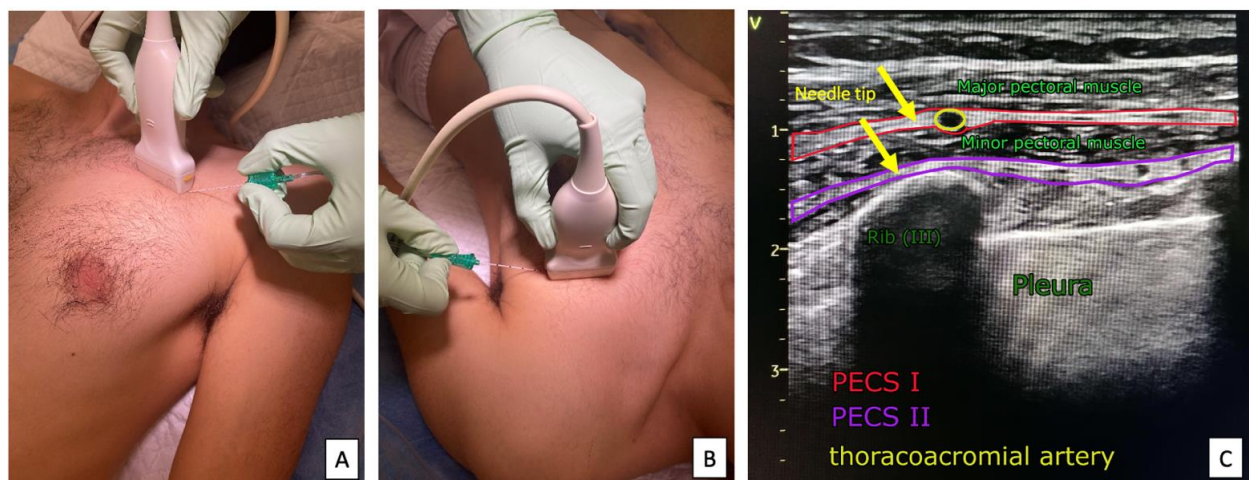 A
B
V
Major pectoral muscle
Needle tip
1
Minor pectoral muscle
Rib (III)
2
Pleura
3
PECS I
PECS II
thoracoacromial artery
C